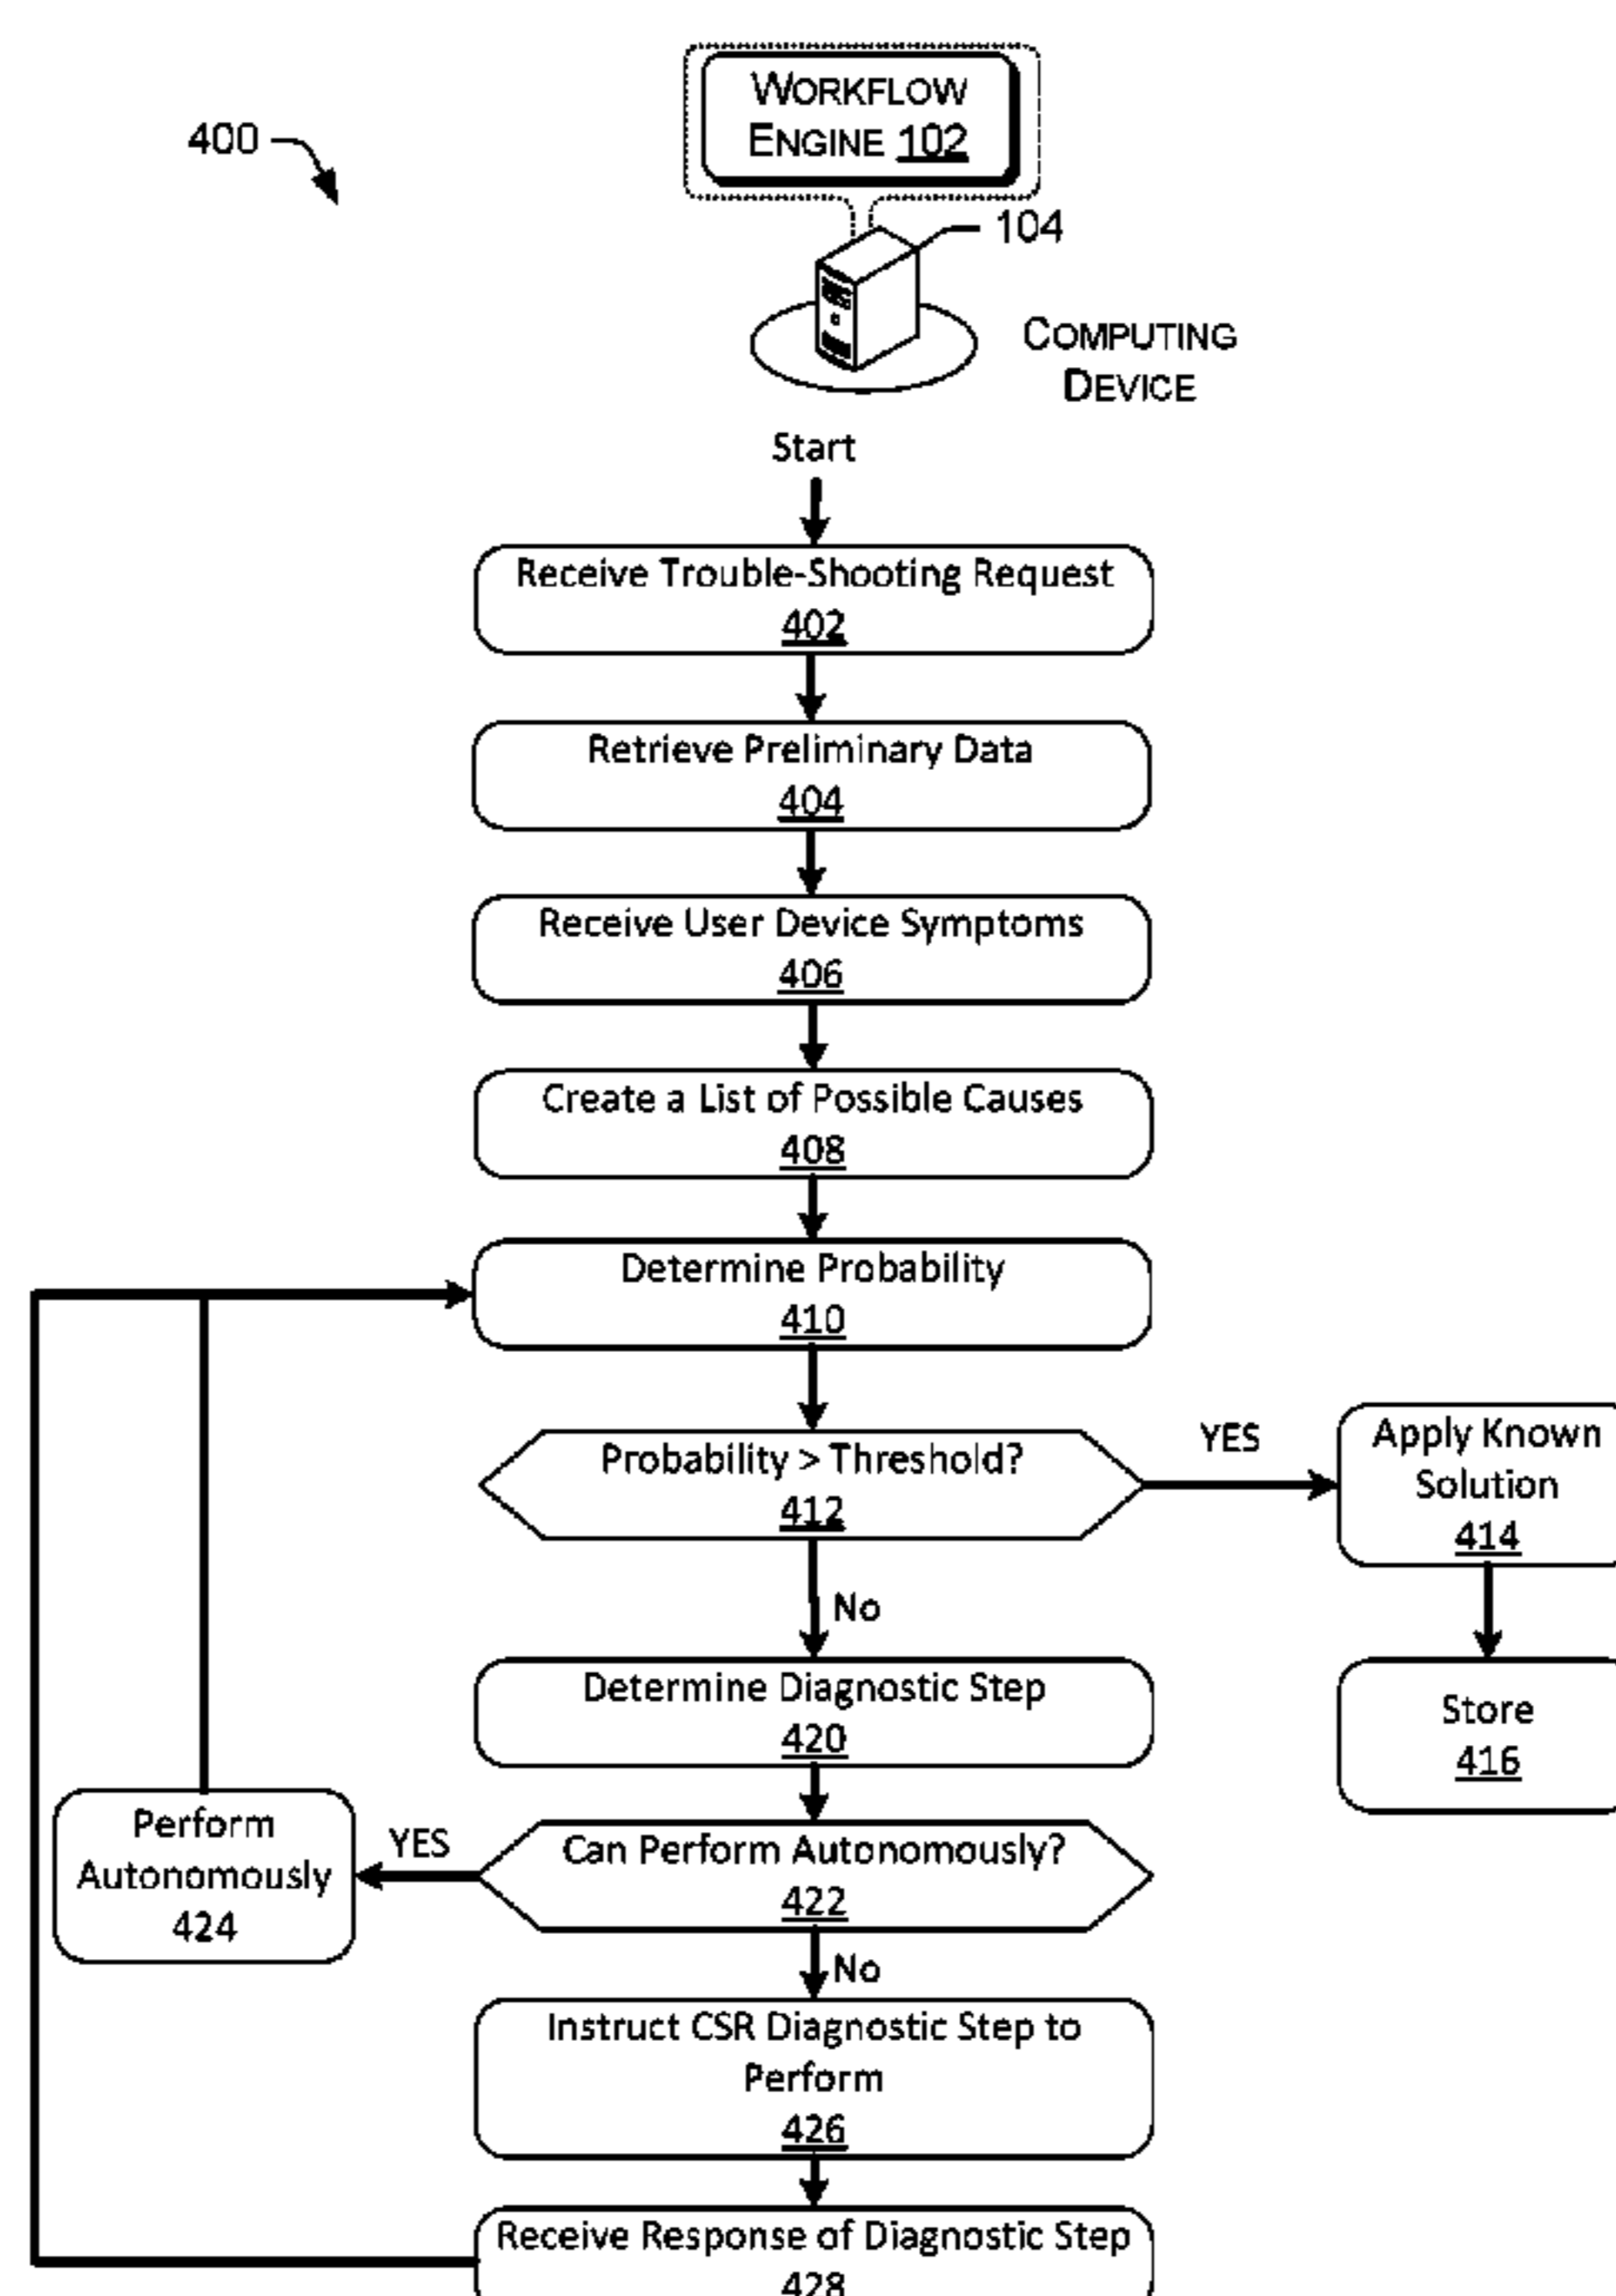 WORKFLOW
ENGINE 102
400
104
COMPUTING
DEVICE
Start
Receive Trouble-Shooting Request
402
Retrieve Preliminary Data
404
Receive User Device Symptoms
406
Create a List of Possible Causes
408
Determine Probability
410
Probability > Threshold?
412
YES
Apply Known
Solution
414
No
Store
416
Determine Diagnostic Step
420
Can Perform Autonomously?
422
YES
Perform
Autonomously
424
No
Instruct CSR Diagnostic Step to
Perform
426
Receive Response of Diagnostic Step
428